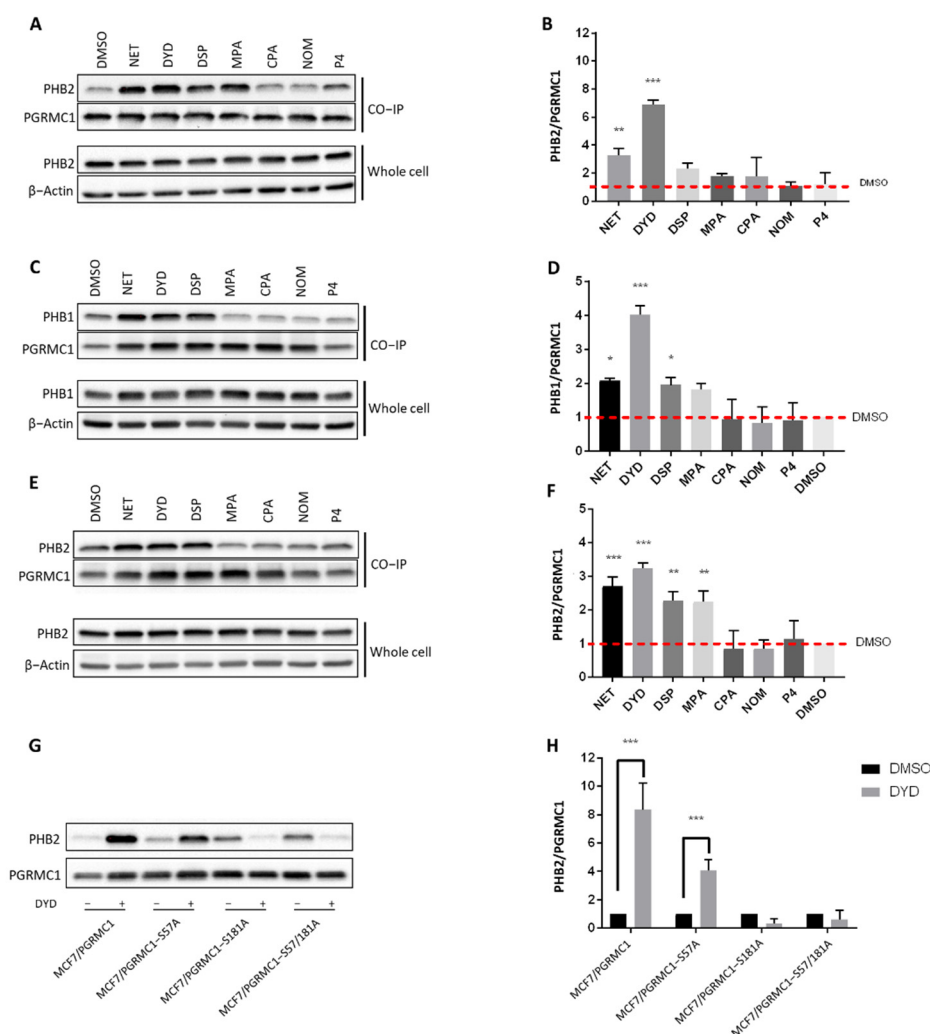 A
DMSO NET DYD DSP MPA CPA NOM P4
PHB2
PGRMC1
CO–IP
PHB2
β–Actin
Whole cell
B
PHB2/PGRMC1
12
10
8
6
4
2
0
*** 
**
DMSO
NET DYD DSP MPA CPA NOM P4
C
DMSO NET DYD DSP MPA CPA NOM P4
PHB1
PGRMC1
CO–IP
PHB1
β–Actin
Whole cell
D
PHB1/PGRMC1
5
4
3
2
1
0
***
* *
DMSO
NET DYD DSP MPA CPA NOM P4 DMSO
E
DMSO NET DYD DSP MPA CPA NOM P4
PHB2
PGRMC1
CO–IP
PHB2
β–Actin
Whole cell
F
PHB2/PGRMC1
5
4
3
2
1
0
*** *** ** **
DMSO
NET DYD DSP MPA CPA NOM P4 DMSO
G
PHB2
PGRMC1
DYD – + – + – + – +
MCF7/PGRMC1
MCF7/PGRMC1–S57A
MCF7/PGRMC1–S181A
MCF7/PGRMC1–S57/181A
H
PHB2/PGRMC1
12
10
8
6
4
2
0
***
***
DMSO
DYD
MCF7/PGRMC1
MCF7/PGRMC1–S57A
MCF7/PGRMC1–S181A
MCF7/PGRMC1–S57/181A